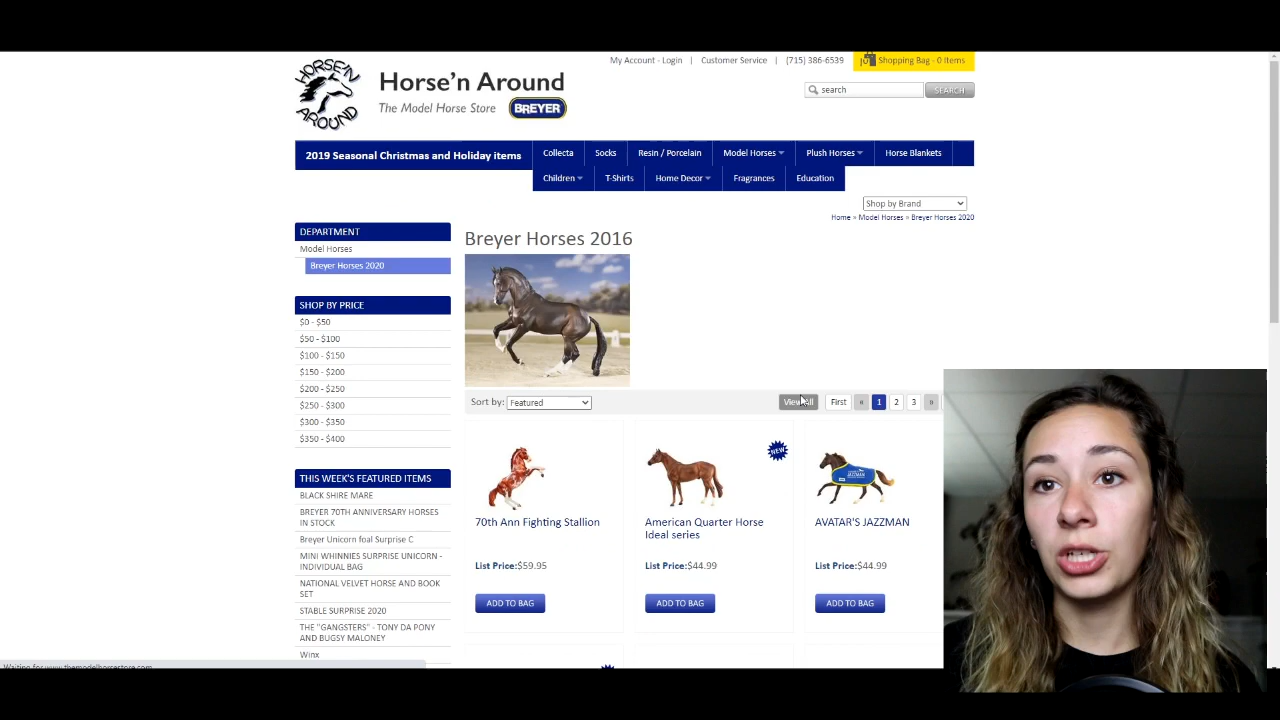 My Account - Login | Customer Service | (715) 386-6539
Shopping Bag - 0 Items
HORSE'N AROUND
Horse'n Around
The Model Horse Store BREYER
search
SEARCH
2019 Seasonal Christmas and Holiday items
Collecta Socks Resin / Porcelain Model Horses Plush Horses Horse Blankets
Children T-Shirts Home Decor Fragrances Education
Shop by Brand
Home » Model Horses » Breyer Horses 2020
DEPARTMENT
Model Horses
Breyer Horses 2020
SHOP BY PRICE
$0 - $50
$50 - $100
$100 - $150
$150 - $200
$200 - $250
$250 - $300
$300 - $350
$350 - $400
THIS WEEK'S FEATURED ITEMS
BLACK SHIRE MARE
BREYER 70TH ANNIVERSARY HORSES
IN STOCK
Breyer Unicorn foal Surprise C
MINI WHINNIES SURPRISE UNICORN -
INDIVIDUAL BAG
NATIONAL VELVET HORSE AND BOOK
SET
STABLE SURPRISE 2020
THE "GANGSTERS" - TONY DA PONY
AND BUGSY MALONEY
Winx
Breyer Horses 2016
Sort by: Featured
View All First « 1 2 3 »
NEW
JAZZMAN
70th Ann Fighting Stallion
List Price:$59.95
ADD TO BAG
American Quarter Horse
Ideal series
List Price:$44.99
ADD TO BAG
AVATAR'S JAZZMAN
List Price:$44.99
ADD TO BAG
Waiting for www.themodelhorsestore.com